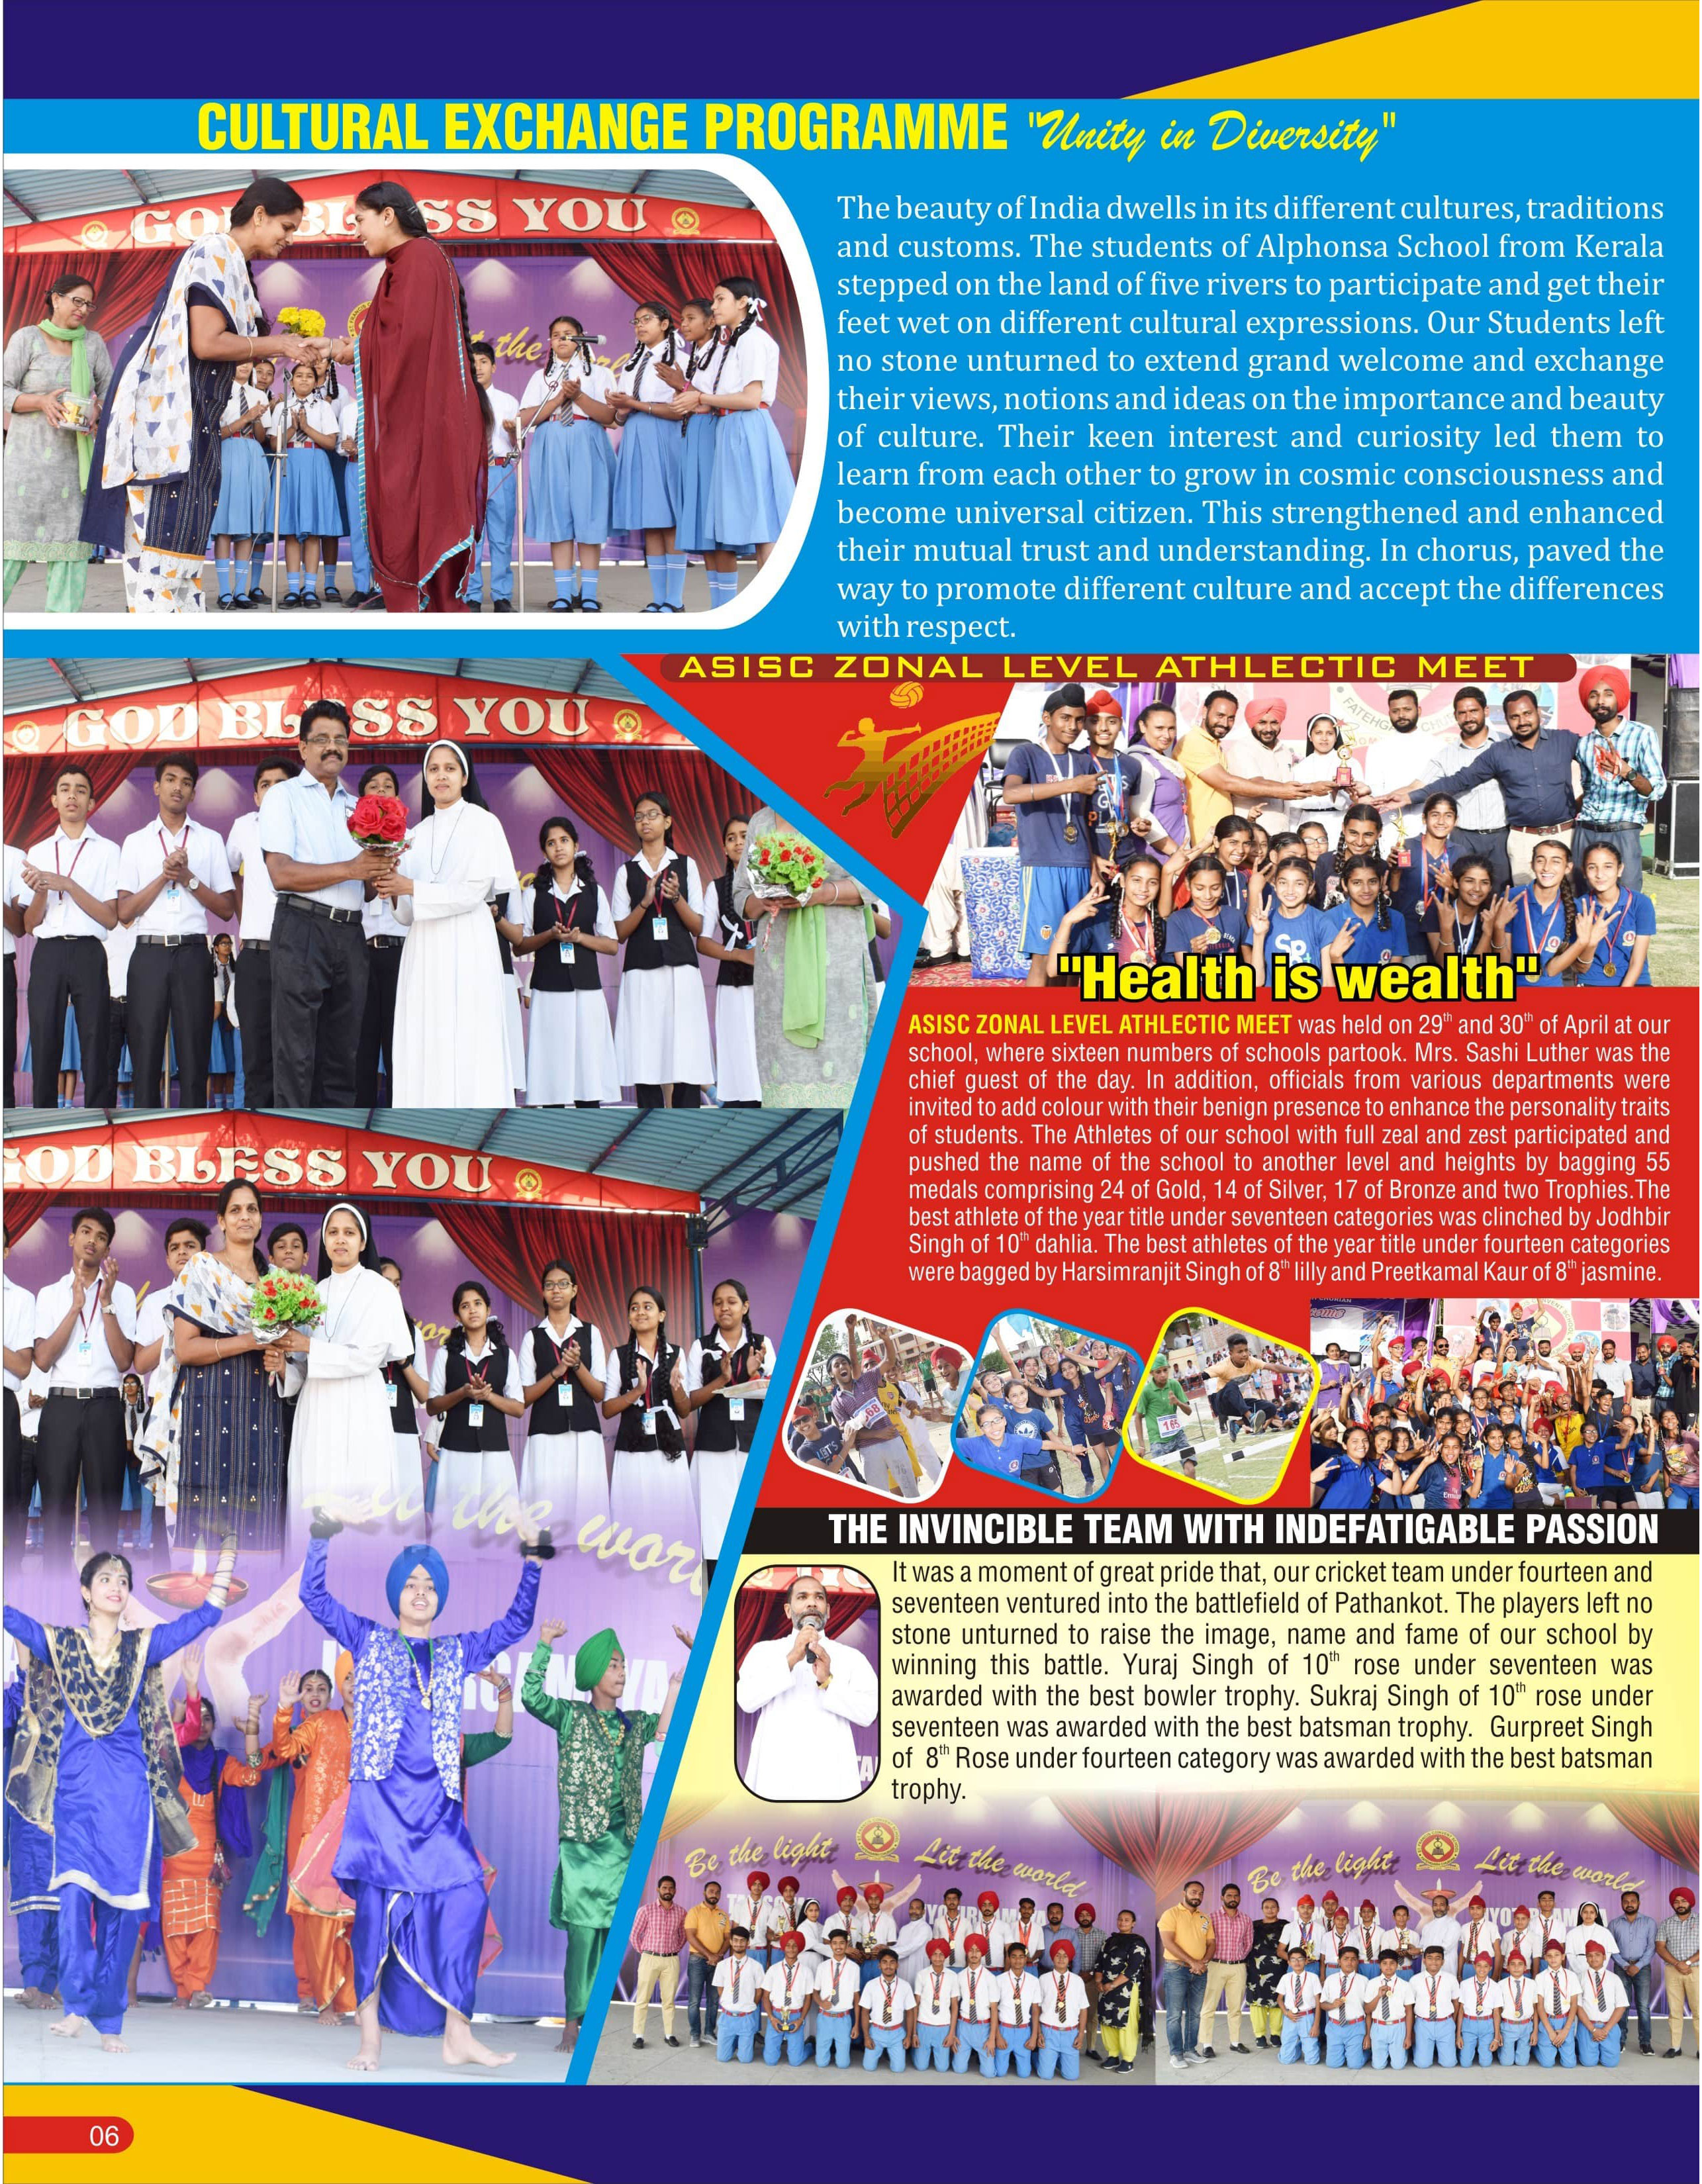 CULTURAL EXCHANGE PROGRAMME "Unity in Diversity"
GOD BLESS YOU
The beauty of India dwells in its different cultures, traditions
and customs. The students of Alphonsa School from Kerala
stepped on the land of five rivers to participate and get their
feet wet on different cultural expressions. Our Students left
no stone unturned to extend grand welcome and exchange
their views, notions and ideas on the importance and beauty
of culture. Their keen interest and curiosity led them to
learn from each other to grow in cosmic consciousness and
become universal citizen. This strengthened and enhanced
their mutual trust and understanding. In chorus, paved the
way to promote different culture and accept the differences
with respect.
GOD BLESS YOU
ASISC ZONAL LEVEL ATHLECTIC MEET
"Health is wealth"
ASISC ZONAL LEVEL ATHLECTIC MEET was held on 29th and 30th of April at our
school, where sixteen numbers of schools partook. Mrs. Sashi Luther was the
chief guest of the day. In addition, officials from various departments were
invited to add colour with their benign presence to enhance the personality traits
of students. The Athletes of our school with full zeal and zest participated and
pushed the name of the school to another level and heights by bagging 55
medals comprising 24 of Gold, 14 of Silver, 17 of Bronze and two Trophies.The
best athlete of the year title under seventeen categories was clinched by Jodhbir
Singh of 10th dahlia. The best athletes of the year title under fourteen categories
were bagged by Harsimranjit Singh of 8th lilly and Preetkamal Kaur of 8th jasmine.
GOD BLESS YOU
68
165
the wor
THE INVINCIBLE TEAM WITH INDEFATIGABLE PASSION
It was a moment of great pride that, our cricket team under fourteen and
seventeen ventured into the battlefield of Pathankot. The players left no
stone unturned to raise the image, name and fame of our school by
winning this battle. Yuraj Singh of 10th rose under seventeen was
awarded with the best bowler trophy. Sukraj Singh of 10th rose under
seventeen was awarded with the best batsman trophy. Gurpreet Singh
of 8th Rose under fourteen category was awarded with the best batsman
trophy.
Be the light Lit the world
Be the light Lit the world
06